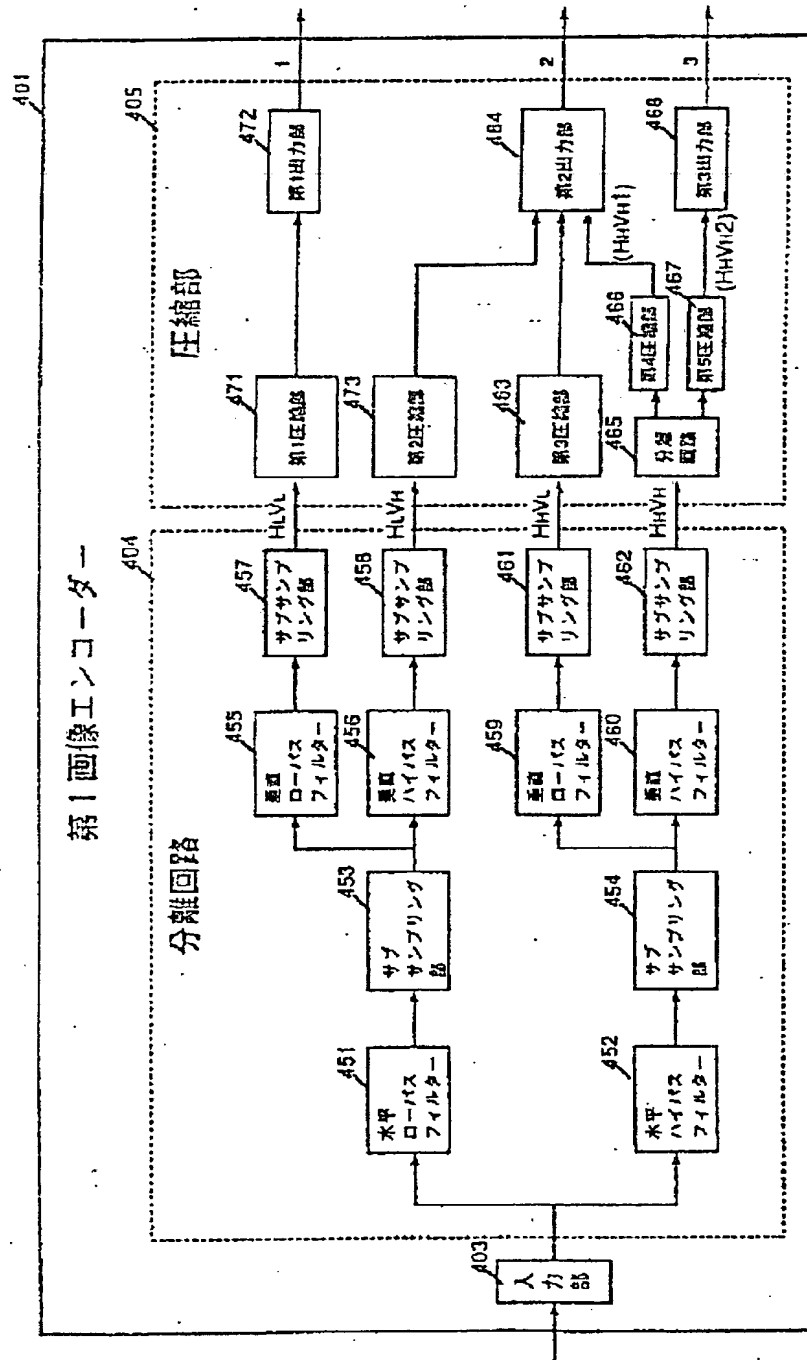 第1画像エンコーダー
401
分離回路
404
圧縮部
405
403
入力部
451
水平
ローパス
フィルター
452
水平
ハイパス
フィルター
453
サブ
サンプリング
部
454
サブ
サンプリング
部
455
垂直
ローパス
フィルター
456
垂直
ハイパス
フィルター
459
垂直
ローパス
フィルター
460
垂直
ハイパス
フィルター
457
サブサンプ
リング部
458
サブサンプ
リング部
461
サブサンプ
リング部
462
サブサンプ
リング部
HLVL
HLVH
HHVL
HHVH
471
第1圧縮部
473
第2圧縮部
463
第3圧縮部
465
分離
回路
466
第4圧縮部
467
第5圧縮部
(HHVH1)
(HHVH2)
472
第1出力部
464
第2出力部
468
第3出力部
1
2
3